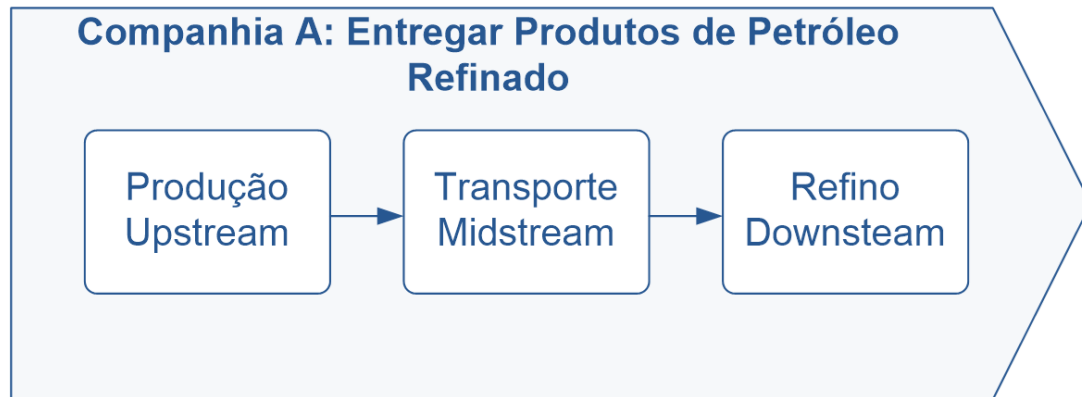 Companhia A: Entregar Produtos de Petróleo
Refinado
Produção
Upstream
Transporte
Midstream
Refino
Downsteam